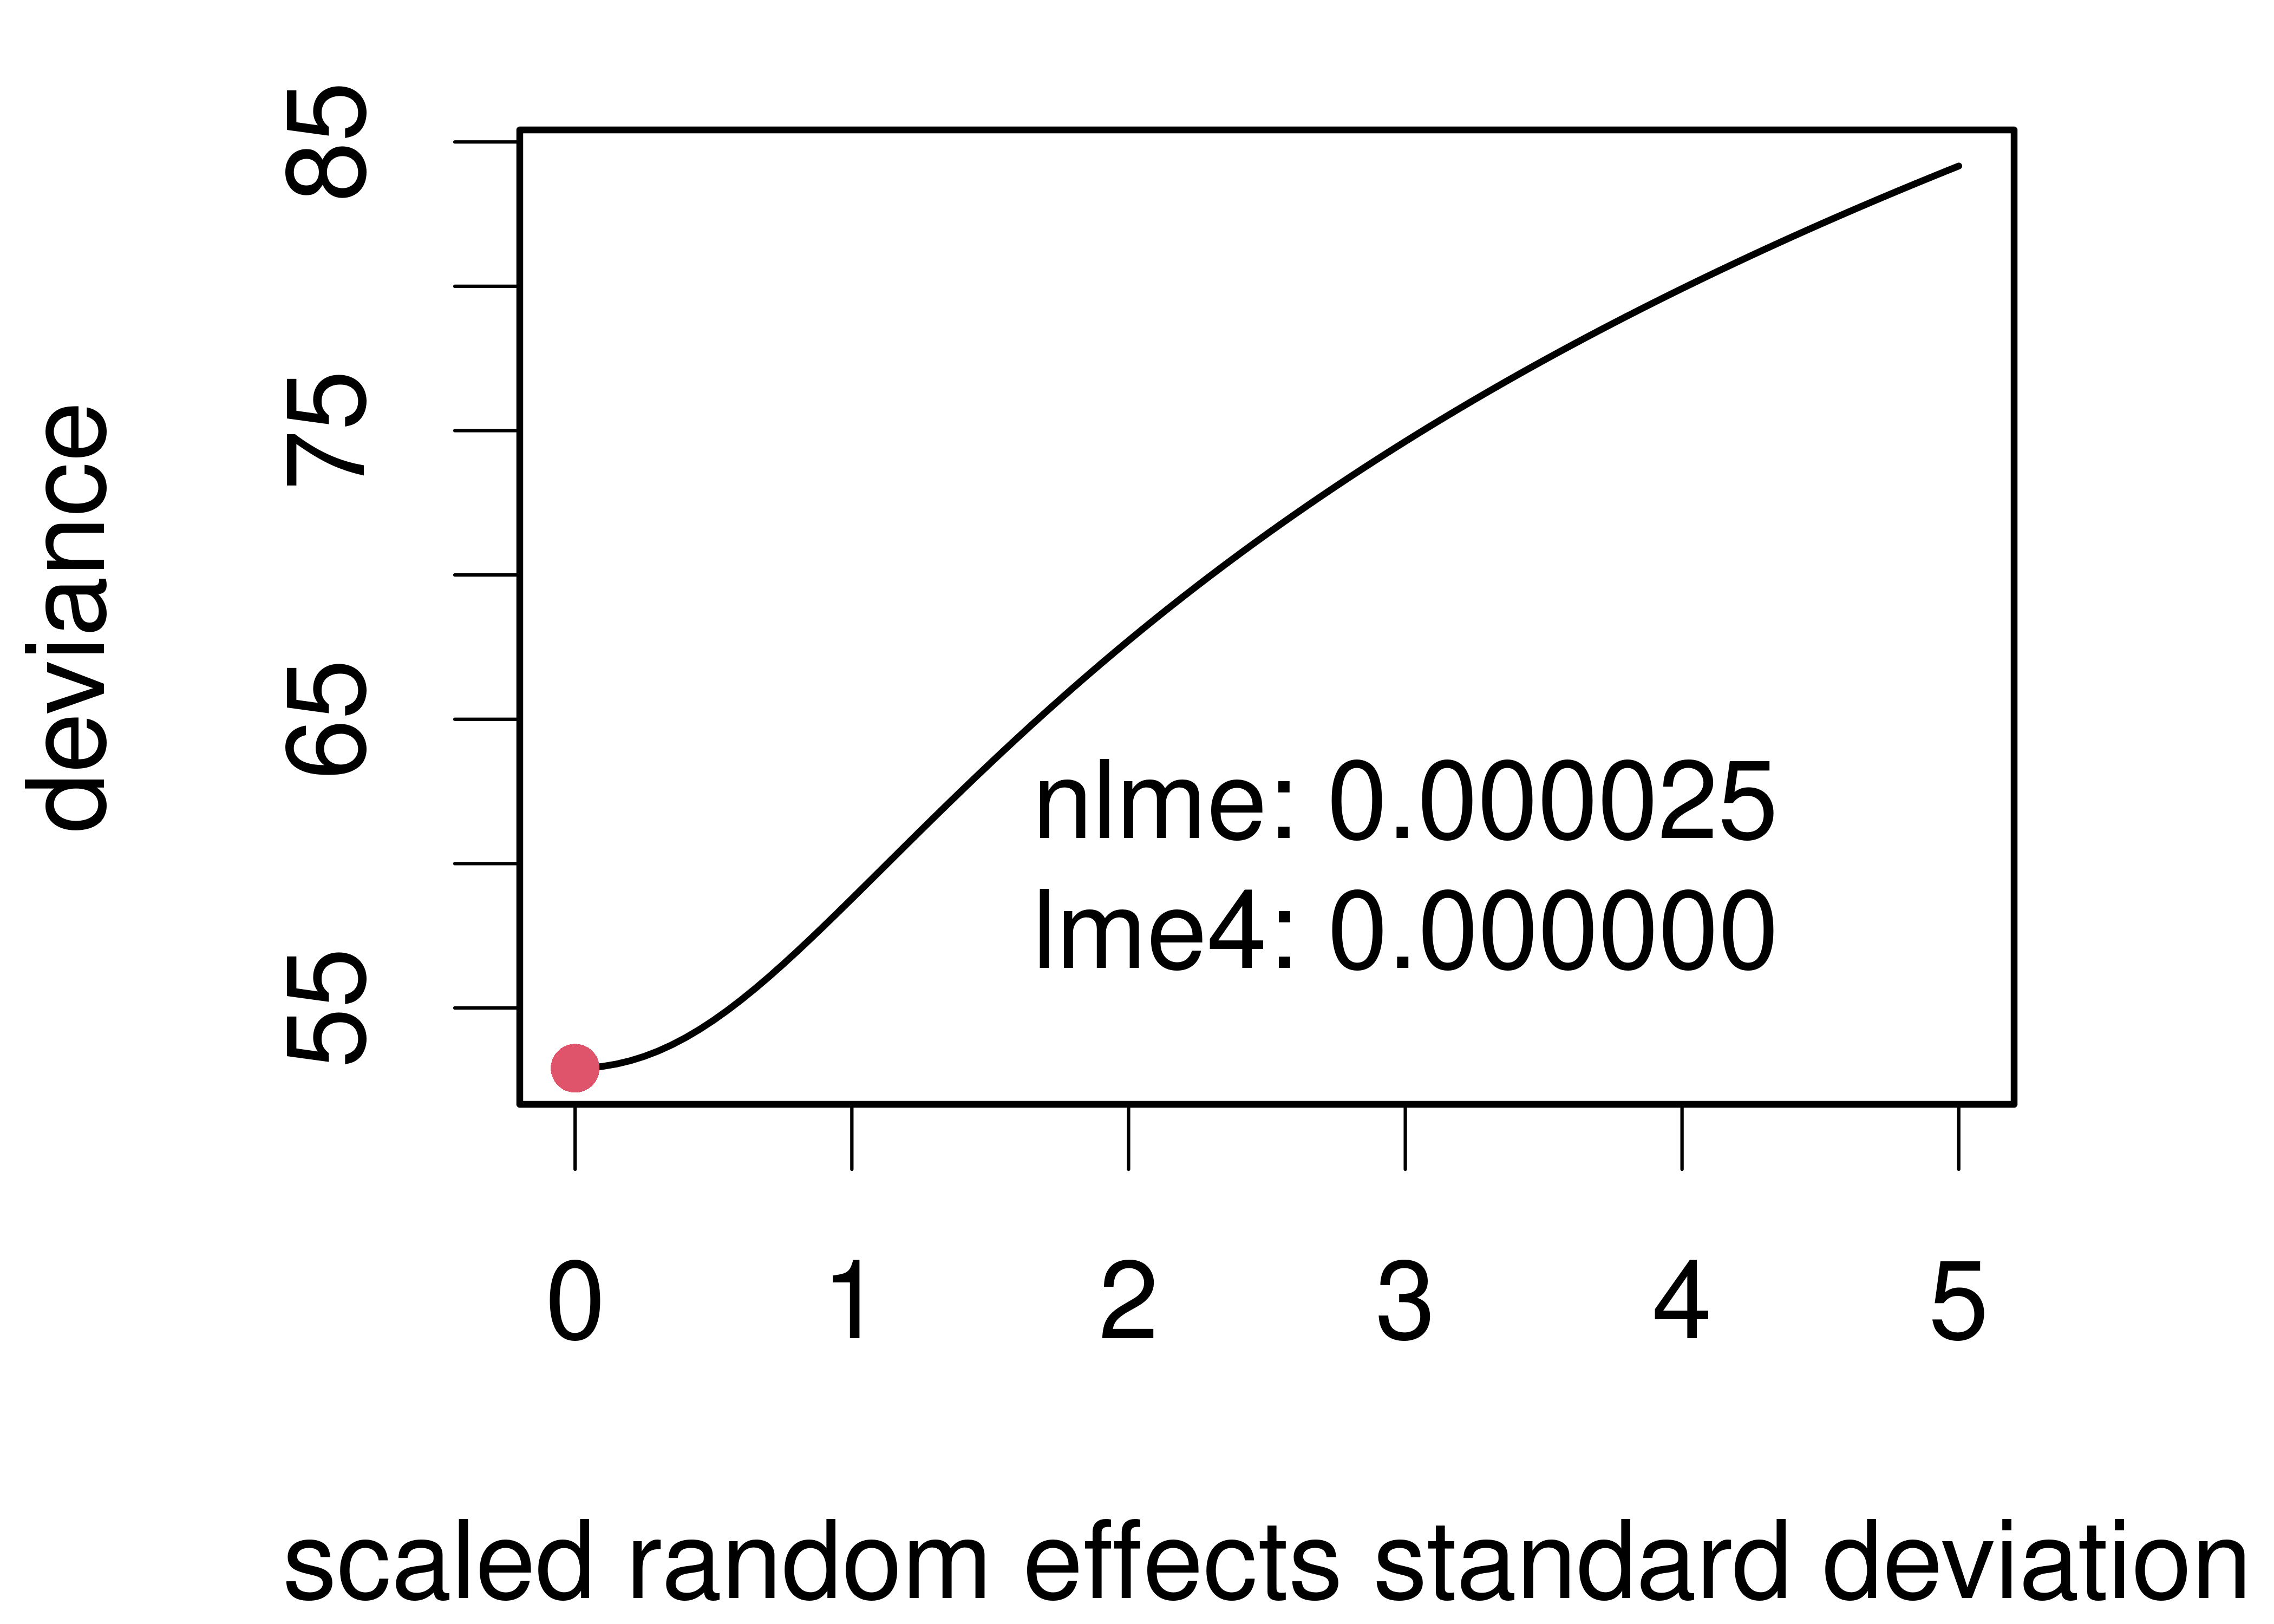 85
75
65
55
deviance
nlme: 0.000025
lme4: 0.000000
0 1 2 3 4 5
scaled random effects standard deviation